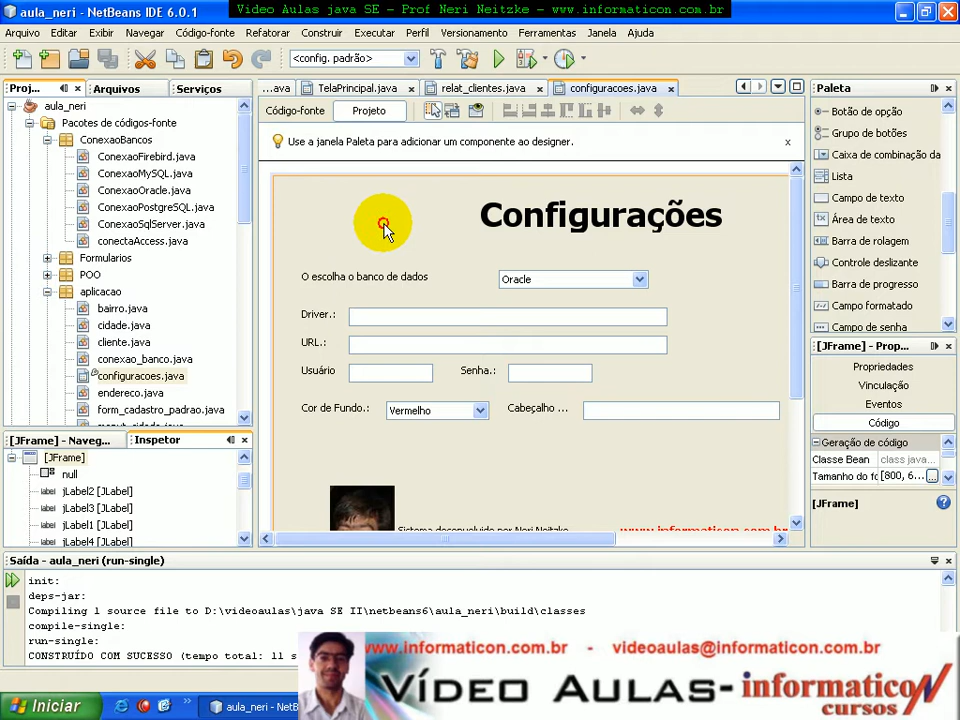 Video Aulas java SE - Prof Neri Neitzke - www.informaticon.com.br
aula_neri - NetBeans IDE 6.0.1
Arquivo Editar Exibir Navegar Código-fonte Refatorar Construir Executar Perfil Versionamento Ferramentas Janela Ajuda
<config. padrão>
Proj... Arquivos Serviços
...ava TelaPrincipal.java relat_clientes.java configuracoes.java
Paleta
Código-fonte Projeto
Use a janela Paleta para adicionar um componente ao designer.
aula_neri
Pacotes de códigos-fonte
ConexaoBancos
ConexaoFirebird.java
ConexaoMySQL.java
ConexaoOracle.java
ConexaoPostgreSQL.java
ConexaoSqlServer.java
conectaAccess.java
Formularios
POO
aplicacao
bairro.java
cidade.java
cliente.java
conexao_banco.java
configuracoes.java
endereco.java
form_cadastro_padrao.java
Configurações
O escolha o banco de dados Oracle
Driver.:
URL.:
Usuário Senha.:
Cor de Fundo.: Vermelho Cabeçalho ...
Sistema desenvolvido por Neri Neitzke www.informaticon.com.br
Botão de opção
Grupo de botões
Caixa de combinação da
Lista
Campo de texto
Área de texto
Barra de rolagem
Controle deslizante
Barra de progresso
Campo formatado
Campo de senha
[JFrame] - Prop...
Propriedades
Vinculação
Eventos
Código
Geração de código
Classe Bean class java...
Tamanho do fo [800, 6...
[JFrame]
[JFrame] - Naveg... Inspetor
[JFrame]
null
jLabel2 [JLabel]
jLabel3 [JLabel]
jLabel1 [JLabel]
jLabel4 [JLabel]
Saída - aula_neri (run-single)
init:
deps-jar:
Compiling 1 source file to D:\videoaulas\java SE II\netbeans6\aula_neri\build\classes
compile-single:
run-single:
CONSTRUÍDO COM SUCESSO (tempo total: 11 s
www.informaticon.com.br - videoaulas@informaticon.com.br
VÍDEO AULAS- informaticon
cursos
Iniciar
aula_neri - NetB